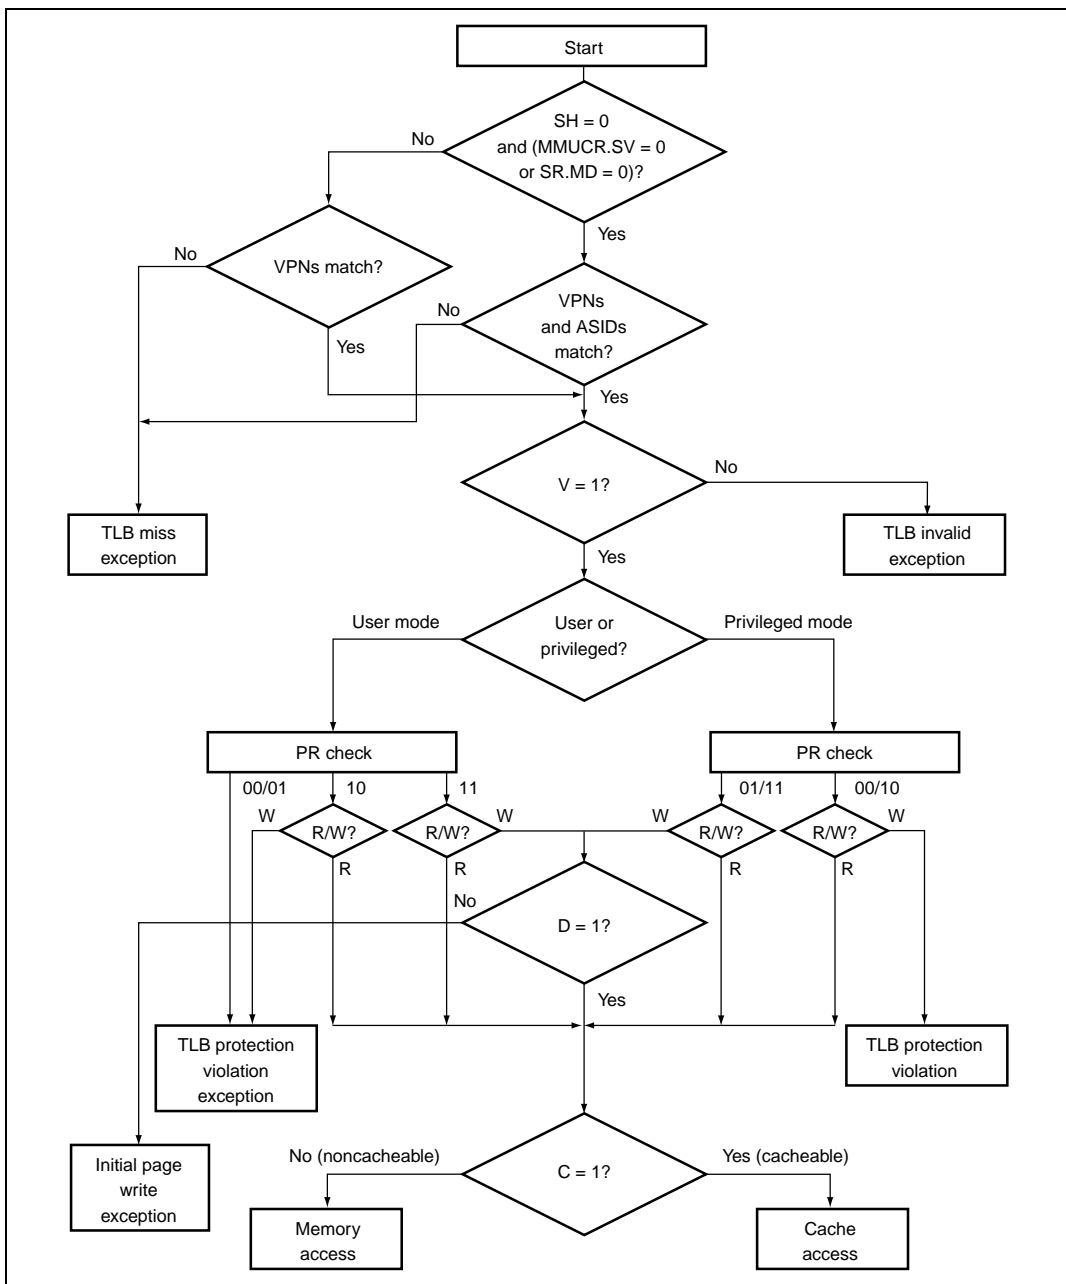 Start
SH = 0
and (MMUCR.SV = 0
or SR.MD = 0)?
No
Yes
VPNs match?
No
Yes
VPNs
and ASIDs
match?
No
Yes
V = 1?
No
Yes
TLB miss
exception
TLB invalid
exception
User or
privileged?
User mode
Privileged mode
PR check
PR check
00/01
10
11
01/11
00/10
W
R/W?
R/W?
W
W
R/W?
R/W?
W
R
R
R
R
No
D = 1?
Yes
TLB protection
violation
exception
TLB protection
violation
Initial page
write
exception
No (noncacheable)
C = 1?
Yes (cacheable)
Memory
access
Cache
access